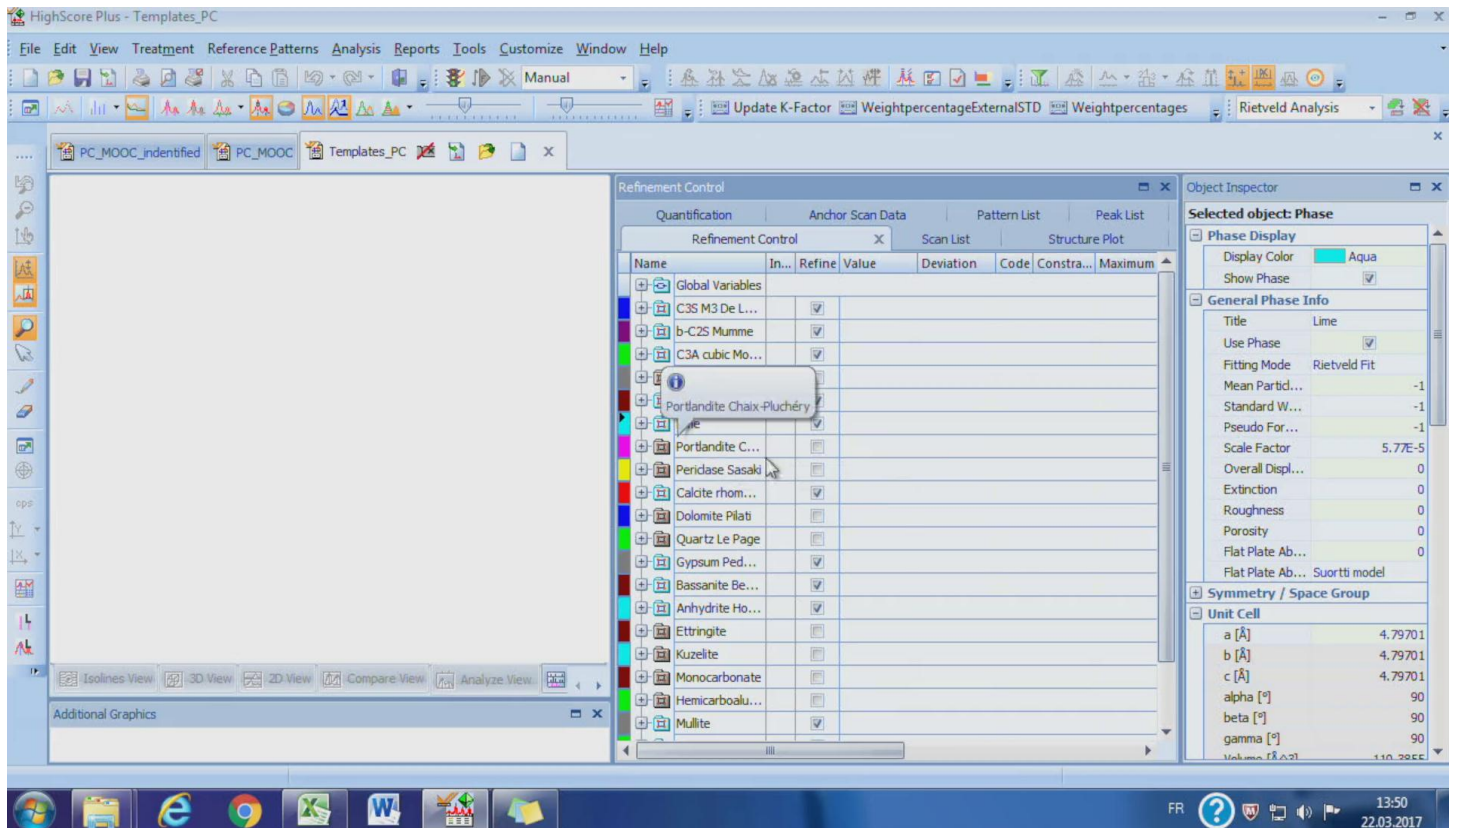 HighScore Plus - Templates_PC
File Edit View Treatment Reference Patterns Analysis Reports Tools Customize Window Help
Manual
Update K-Factor WeightpercentageExternalSTD Weightpercentages Rietveld Analysis
PC_MOOC_indentified PC_MOOC Templates_PC
Refinement Control
Quantification Anchor Scan Data Pattern List Peak List
Refinement Control Scan List Structure Plot
Name In... Refine Value Deviation Code Constra... Maximum
Global Variables
C3S M3 De L...
b-C2S Mumme
C3A cubic Mo...
Portlandite Chaix-Pluchéry
Portlandite C...
Periclase Sasaki
Calcite rhom...
Dolomite Pilati
Quartz Le Page
Gypsum Ped...
Bassanite Be...
Anhydrite Ho...
Ettringite
Kuzelite
Monocarbonate
Hemicarboalu...
Mullite
Object Inspector
Selected object: Phase
Phase Display
Display Color Aqua
Show Phase
General Phase Info
Title Lime
Use Phase
Fitting Mode Rietveld Fit
Mean Particl... -1
Standard W... -1
Pseudo For... -1
Scale Factor 5.77E-5
Overall Displ... 0
Extinction 0
Roughness 0
Porosity 0
Flat Plate Ab... 0
Flat Plate Ab... Suortti model
Symmetry / Space Group
Unit Cell
a [Å] 4.79701
b [Å] 4.79701
c [Å] 4.79701
alpha [°] 90
beta [°] 90
gamma [°] 90
cps
Isolines View 3D View 2D View Compare View Analyze View
Additional Graphics
FR
13:50
22.03.2017